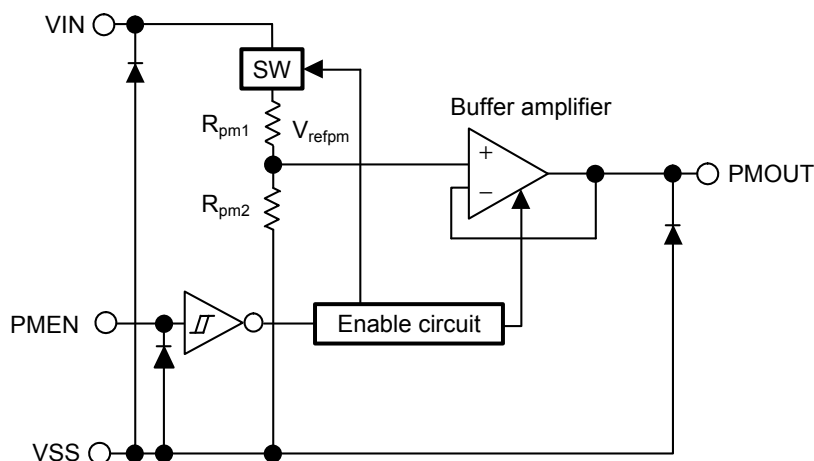 VIN
SW
Buffer amplifier
Rpm1
Vrefpm
+
−
PMOUT
Rpm2
PMEN
Enable circuit
VSS